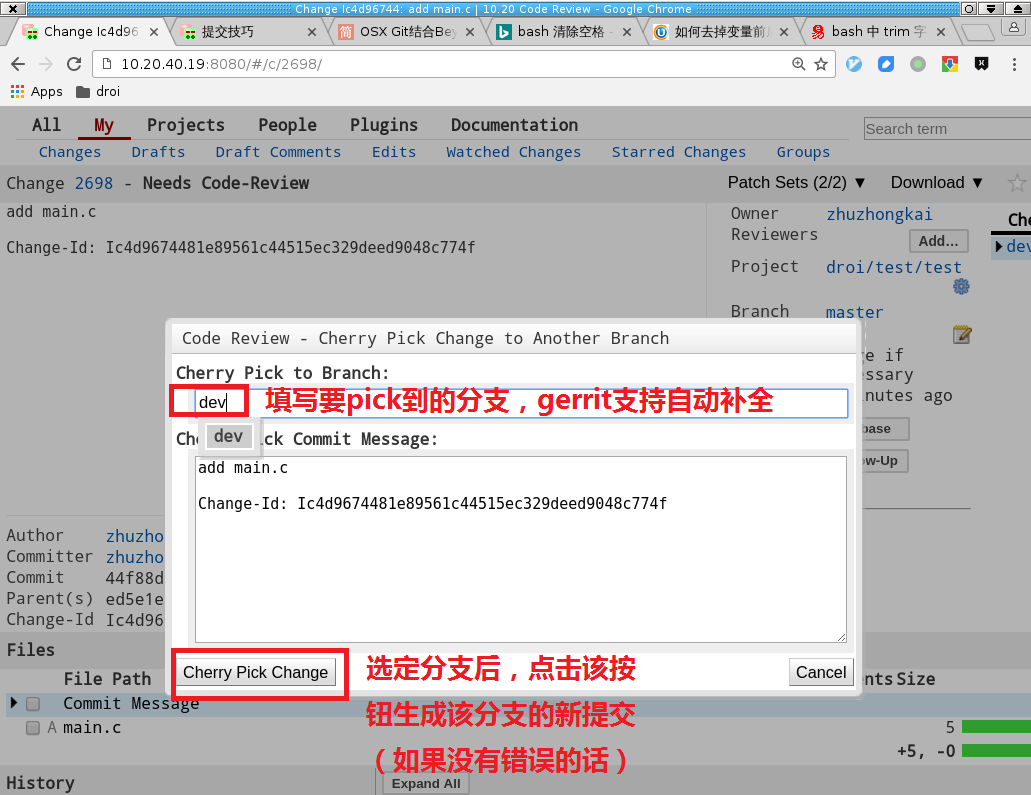 Change Ic4d96744: add main.c | 10.20 Code Review - Google Chrome
Change Ic4d96
提交技巧
OSX Git结合Bey
bash 清除空格 -
如何去掉变量前
bash 中 trim 字
10.20.40.19:8080/#/c/2698/
Apps
droi
All
My
Projects
People
Plugins
Documentation
Search term
Changes
Drafts
Draft Comments
Edits
Watched Changes
Starred Changes
Groups
Change 2698 - Needs Code-Review
Patch Sets (2/2) ▼
Download ▼
add main.c
Change-Id: Ic4d9674481e89561c44515ec329deed9048c774f
Owner
zhuzhongkai
Reviewers
Add...
Project
droi/test/test
Branch
master
Che
dev
Code Review - Cherry Pick Change to Another Branch
Cherry Pick to Branch:
dev
填写要pick到的分支，gerrit支持自动补全
dev
ck Commit Message:
add main.c
Change-Id: Ic4d9674481e89561c44515ec329deed9048c774f
Cherry Pick Change
Cancel
选定分支后，点击该按
钮生成该分支的新提交
（如果没有错误的话）
e if
essary
inutes ago
base
ow-Up
Author
zhuzho
Committer
zhuzho
Commit
44f88d
Parent(s)
ed5e1e
Change-Id
Ic4d96
Files
File Path
ents
Size
Commit Message
A main.c
5
+5, -0
History
Expand All